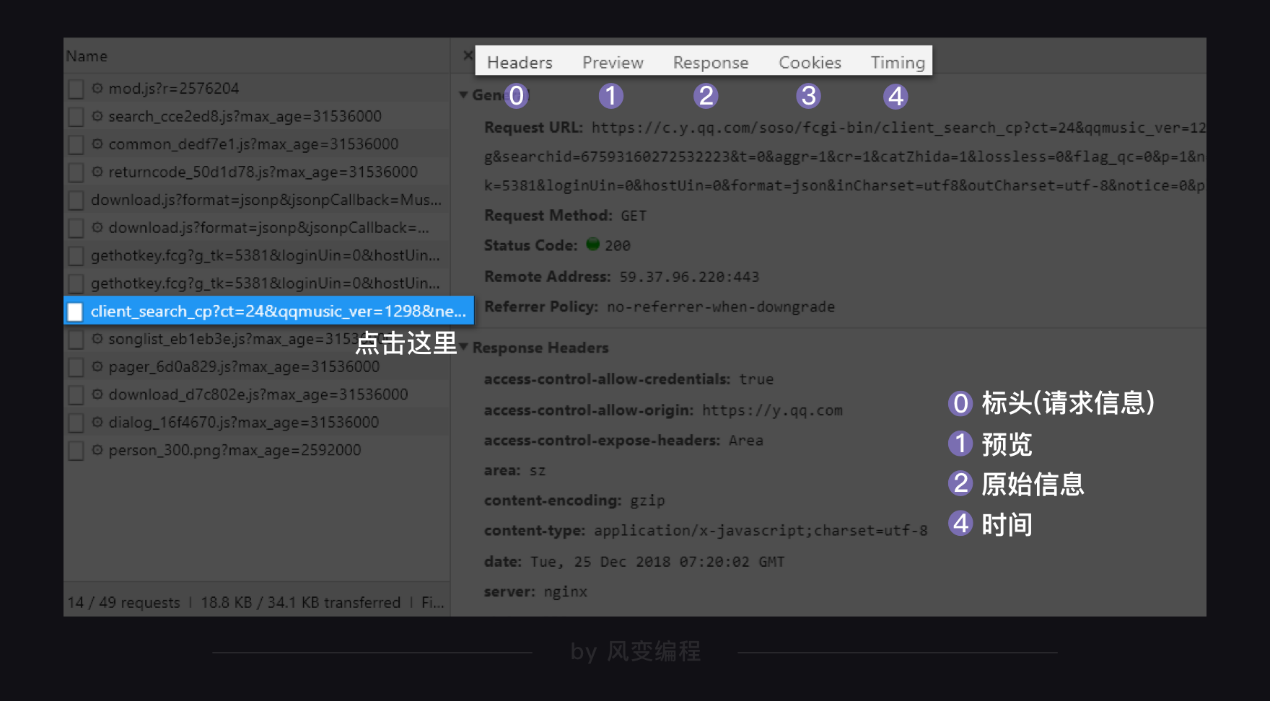 Name
mod.js?r=2576204
search_cce2ed8.js?max_age=31536000
common_dedf7e1.js?max_age=31536000
returncode_50d1d78.js?max_age=31536000
download.js?format=jsonp&jsonpCallback=Mus...
download.js?format=jsonp&jsonpCallback=...
gethotkey.fcg?g_tk=5381&loginUin=0&hostUin...
gethotkey.fcg?g_tk=5381&loginUin=0&hostUin...
client_search_cp?ct=24&qqmusic_ver=1298&ne...
点击这里
songlist_eb1eb3e.js?max_age=31536000
pager_6d0a829.js?max_age=31536000
download_d7c802e.js?max_age=31536000
dialog_16f4670.js?max_age=31536000
person_300.png?max_age=2592000
14 / 49 requests | 18.8 KB / 34.1 KB transferred | Fi...
× Headers Preview Response Cookies Timing
0 1 2 3 4
General
Request URL: https://c.y.qq.com/soso/fcgi-bin/client_search_cp?ct=24&qqmusic_ver=12
g&searchid=67593160272532223&t=0&aggr=1&cr=1&catZhida=1&lossless=0&flag_qc=0&p=1&n
k=5381&loginUin=0&hostUin=0&format=json&inCharset=utf8&outCharset=utf-8&notice=0&p
Request Method: GET
Status Code: 200
Remote Address: 59.37.96.220:443
Referrer Policy: no-referrer-when-downgrade
Response Headers
access-control-allow-credentials: true
access-control-allow-origin: https://y.qq.com
access-control-expose-headers: Area
area: sz
content-encoding: gzip
content-type: application/x-javascript;charset=utf-8
date: Tue, 25 Dec 2018 07:20:02 GMT
server: nginx
0 标头(请求信息)
1 预览
2 原始信息
4 时间
by 风变编程